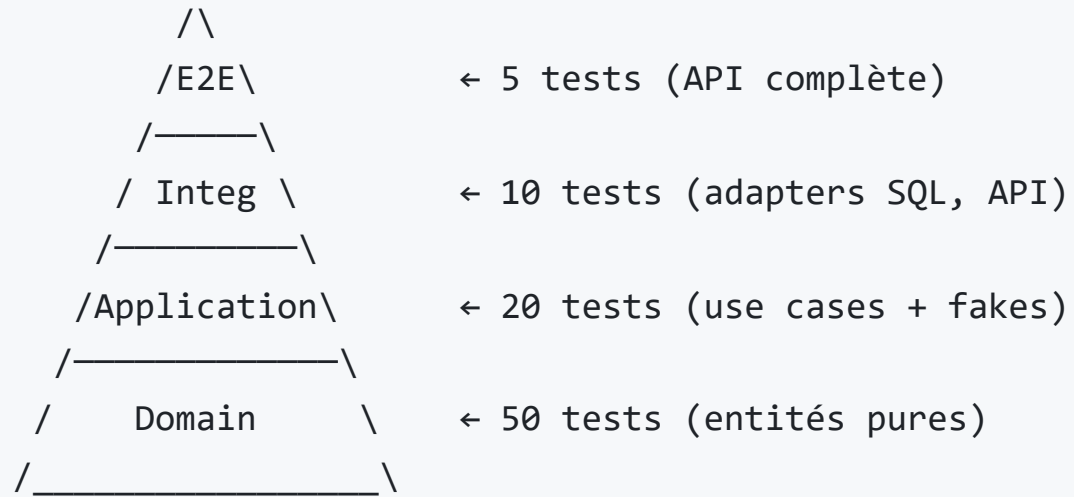 /\
/E2E\ ← 5 tests (API complète)
/─────\
/ Integ \ ← 10 tests (adapters SQL, API)
/─────────\
/Application\ ← 20 tests (use cases + fakes)
/─────────────\
/ Domain \ ← 50 tests (entités pures)
/_________________\